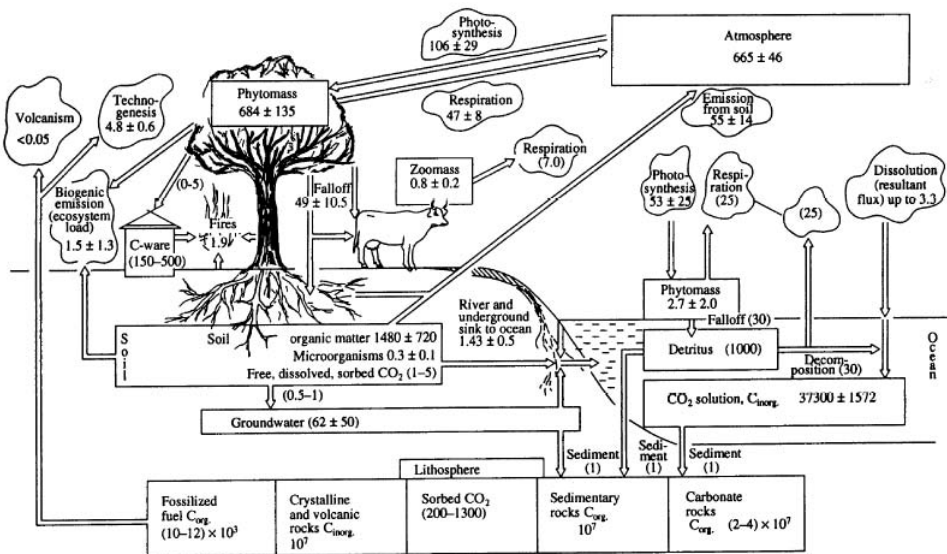 Photo-
synthesis
106 ± 29
Atmosphere
665 ± 46
Volcanism
<0.05
Techno-
genesis
4.8 ± 0.6
Phytomass
684 ± 135
Respiration
47 ± 8
Emission
from soil
55 ± 14
Respiration
(7.0)
Zoomass
0.8 ± 0.2
Photo-
synthesis
53 ± 25
Respi-
ration
(25)
(25)
Dissolution
(resultant
flux) up to 3.3
Biogenic
emission
(ecosystem
load)
1.5 ± 1.3
(0–5)
Falloff
49 ± 10.5
Fires
1.9
C-ware
(150–500)
Phytomass
2.7 ± 2.0
River and
underground
sink to ocean
1.43 ± 0.5
Falloff (30)
Detritus (1000)
Decom-
position (30)
Ocean
Soil
Soil organic matter 1480 ± 720
Microorganisms 0.3 ± 0.1
Free, dissolved, sorbed CO₂ (1–5)
(0.5–1)
Groundwater (62 ± 50)
CO₂ solution, C inorg. 37300 ± 1572
Sediment
(1)
Sedi-
ment
(1)
Sediment
(1)
Lithosphere
Fossilized
fuel C org.
(10–12) × 10³
Crystalline
and volcanic
rocks C inorg.
10⁷
Sorbed CO₂
(200–1300)
Sedimentary
rocks C org.
10⁷
Carbonate
rocks
C org. (2–4) × 10⁷